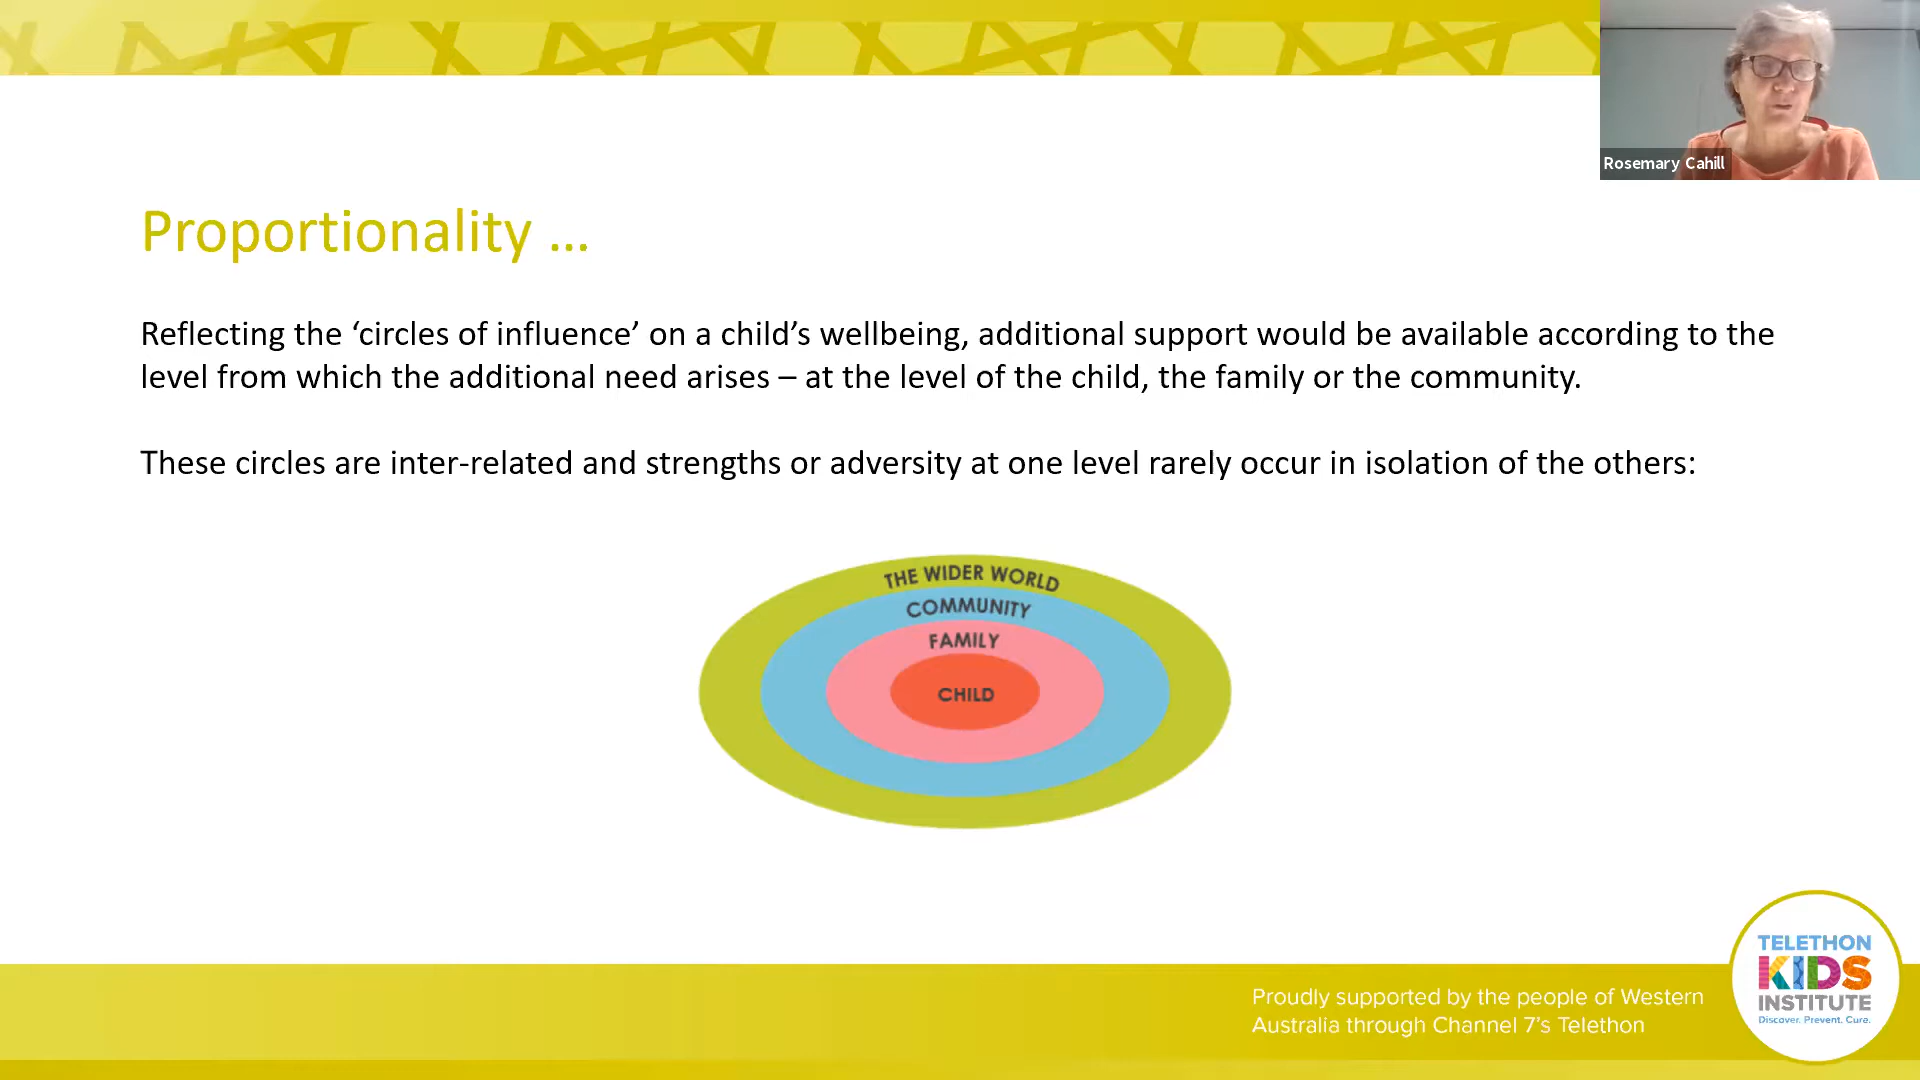 Rosemary Cahill
Proportionality ...
Reflecting the ‘circles of influence’ on a child’s wellbeing, additional support would be available according to the
level from which the additional need arises – at the level of the child, the family or the community.
These circles are inter-related and strengths or adversity at one level rarely occur in isolation of the others:
THE WIDER WORLD
COMMUNITY
FAMILY
CHILD
Proudly supported by the people of Western
Australia through Channel 7’s Telethon
TELETHON
KIDS
INSTITUTE
Discover. Prevent. Cure.